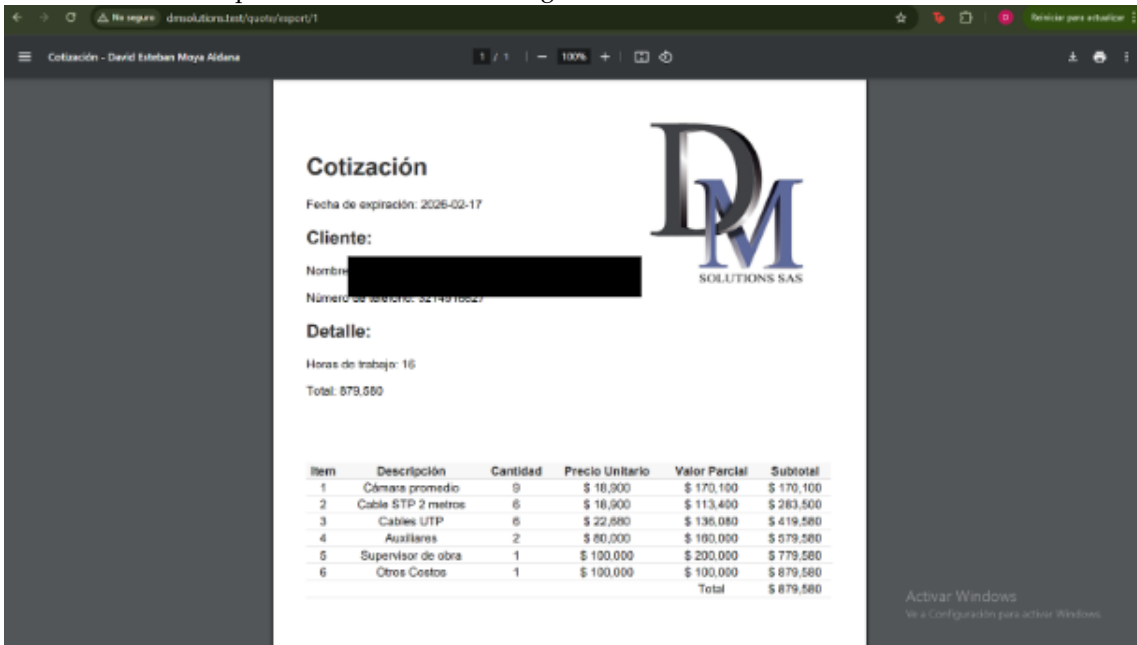 No seguro dmsolutions.test/quote/export/1 Reiniciar para actualizar
Cotización - David Esteban Moya Aldana 1 / 1 100%
DM
SOLUTIONS SAS
Cotización
Fecha de expiración: 2026-02-17
Cliente:
Nombre
Número de teléfono:
Detalle:
Horas de trabajo: 16
Total: 879,580
Item Descripción Cantidad Precio Unitario Valor Parcial Subtotal
1 Cámara promedio 9 $ 18,900 $ 170,100 $ 170,100
2 Cable STP 2 metros 6 $ 18,900 $ 113,400 $ 283,500
3 Cables UTP 6 $ 22,680 $ 136,080 $ 419,580
4 Auxiliares 2 $ 80,000 $ 160,000 $ 579,580
5 Supervisor de obra 1 $ 100,000 $ 200,000 $ 779,580
6 Otros Costos 1 $ 100,000 $ 100,000 $ 879,580
Total $ 879,580
Activar Windows
Ve a Configuración para activar Windows.